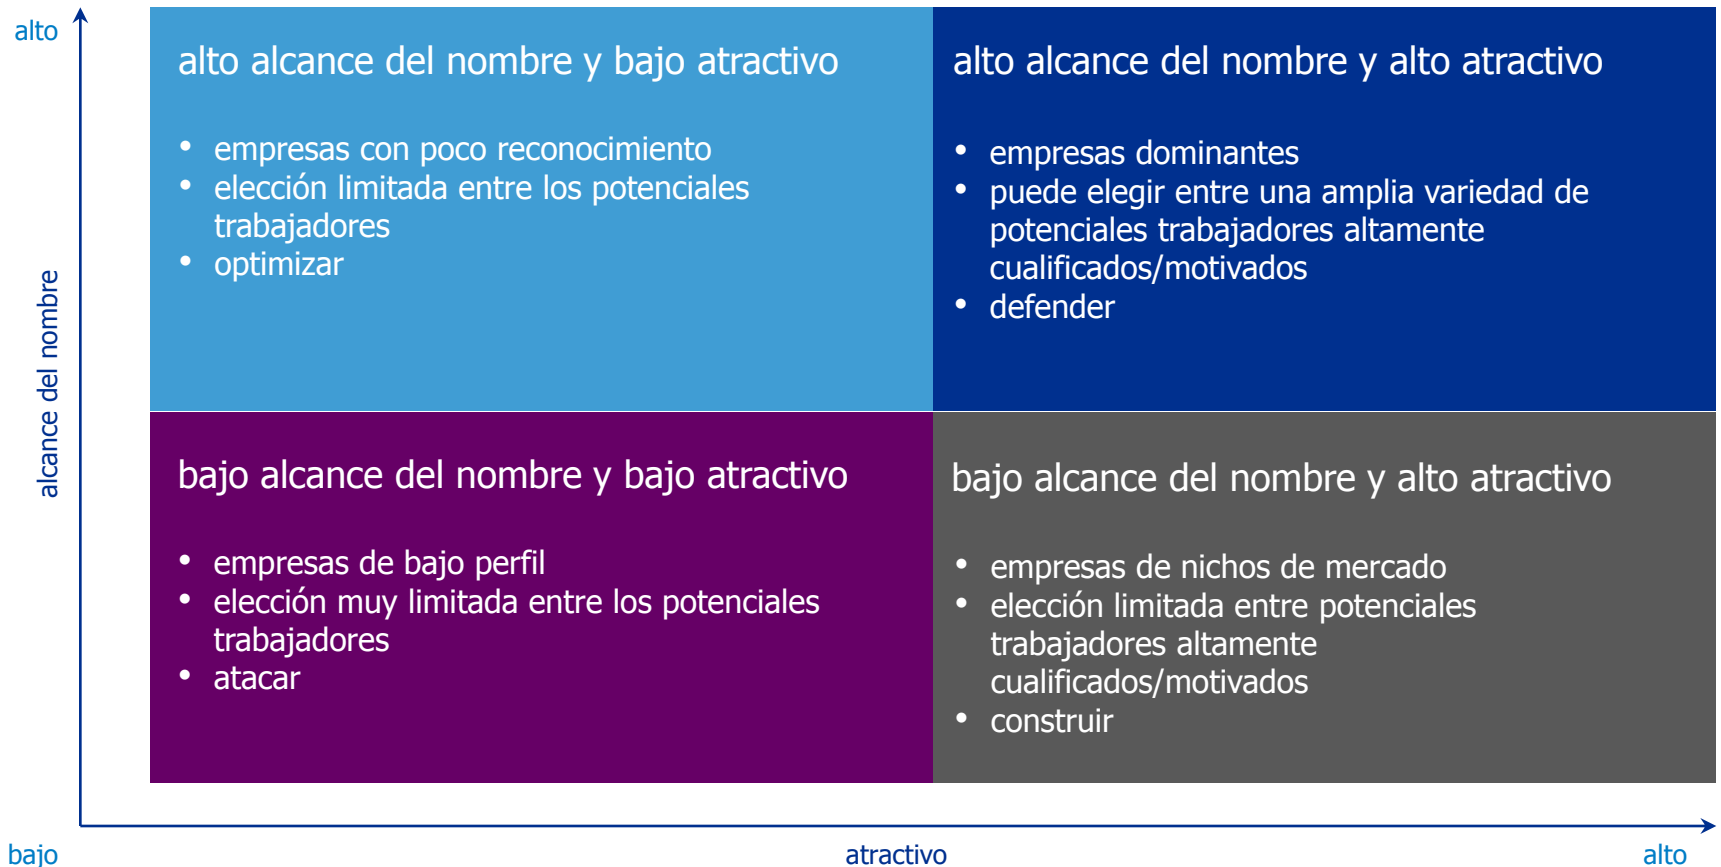 alto
alto alcance del nombre y bajo atractivo
• empresas con poco reconocimiento
• elección limitada entre los potenciales
trabajadores
• optimizar
alto alcance del nombre y alto atractivo
• empresas dominantes
• puede elegir entre una amplia variedad de
potenciales trabajadores altamente
cualificados/motivados
• defender
alcance del nombre
bajo alcance del nombre y bajo atractivo
• empresas de bajo perfil
• elección muy limitada entre los potenciales
trabajadores
• atacar
bajo alcance del nombre y alto atractivo
• empresas de nichos de mercado
• elección limitada entre potenciales
trabajadores altamente
cualificados/motivados
• construir
bajo
atractivo
alto